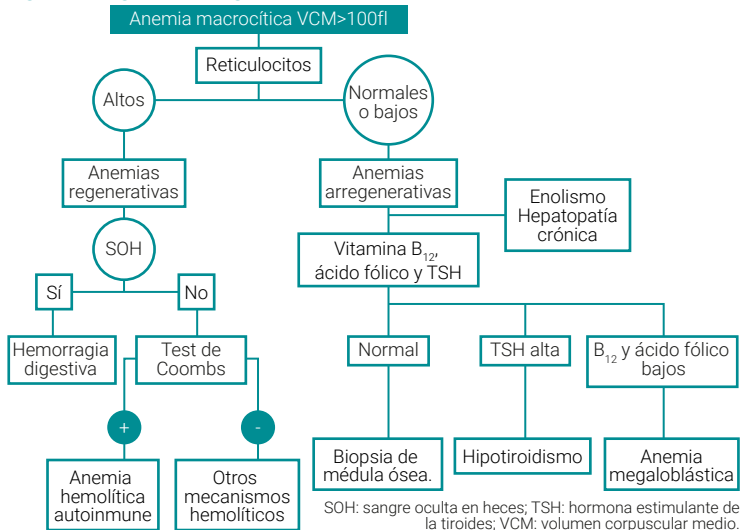 Anemia macrocítica VCM>100fl
Reticulocitos
Altos
Normales
o bajos
Anemias
regenerativas
Anemias
arregenerativas
Enolismo
Hepatopatía
crónica
SOH
Vitamina B12,
ácido fólico y TSH
Sí
No
Hemorragia
digestiva
Test de
Coombs
Normal
TSH alta
B12 y ácido fólico
bajos
+
-
Anemia
hemolítica
autoinmune
Otros
mecanismos
hemolíticos
Biopsia de
médula ósea.
Hipotiroidismo
Anemia
megaloblástica
SOH: sangre oculta en heces; TSH: hormona estimulante de
la tiroides; VCM: volumen corpuscular medio.